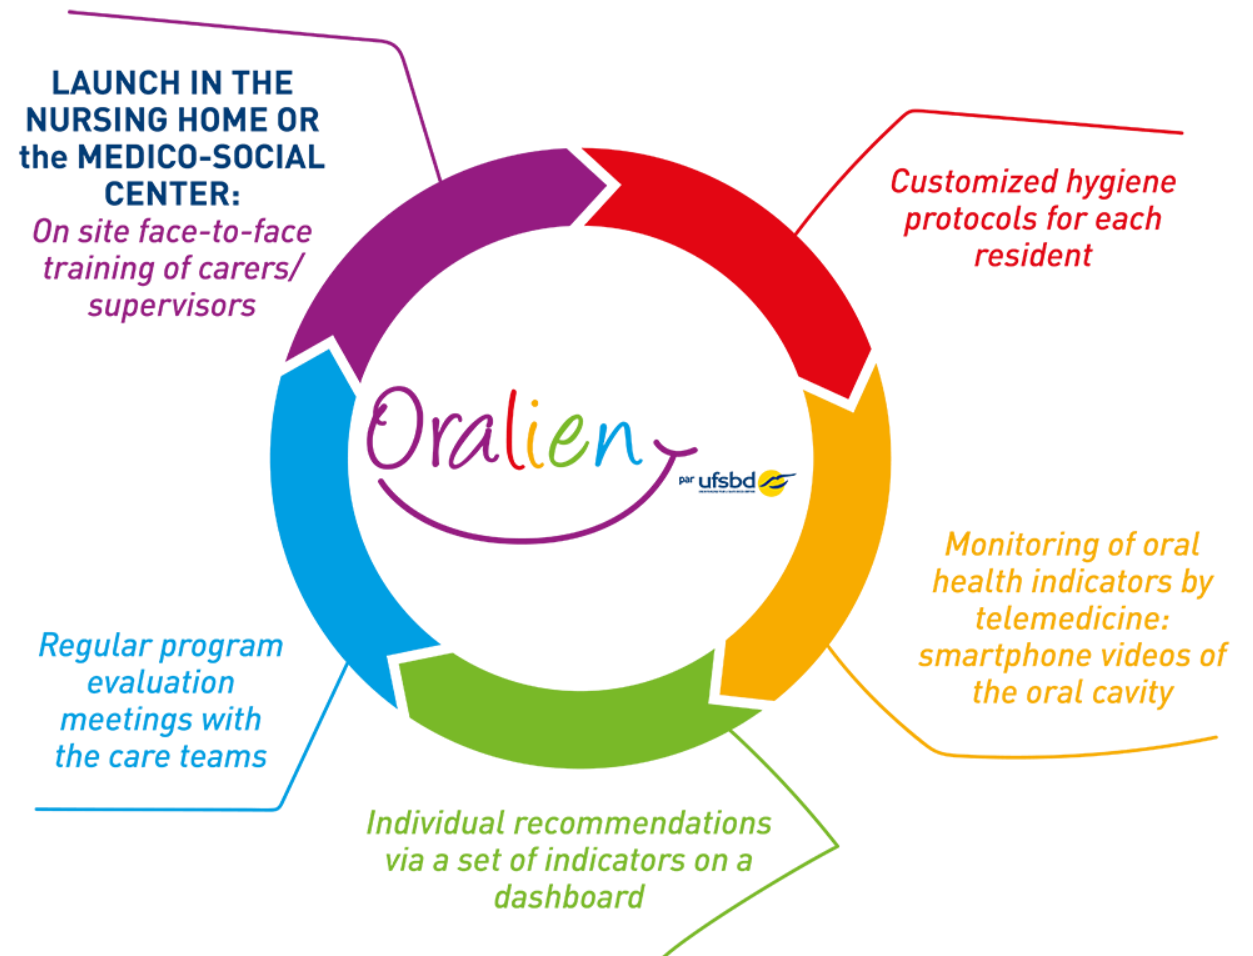 LAUNCH IN THE
NURSING HOME OR
the MEDICO-SOCIAL
CENTER:
On site face-to-face
training of carers/
supervisors
Customized hygiene
protocols for each
resident
Oralien
par ufsbd
Monitoring of oral
health indicators by
telemedicine:
smartphone videos of
the oral cavity
Regular program
evaluation
meetings with
the care teams
Individual recommendations
via a set of indicators on a
dashboard